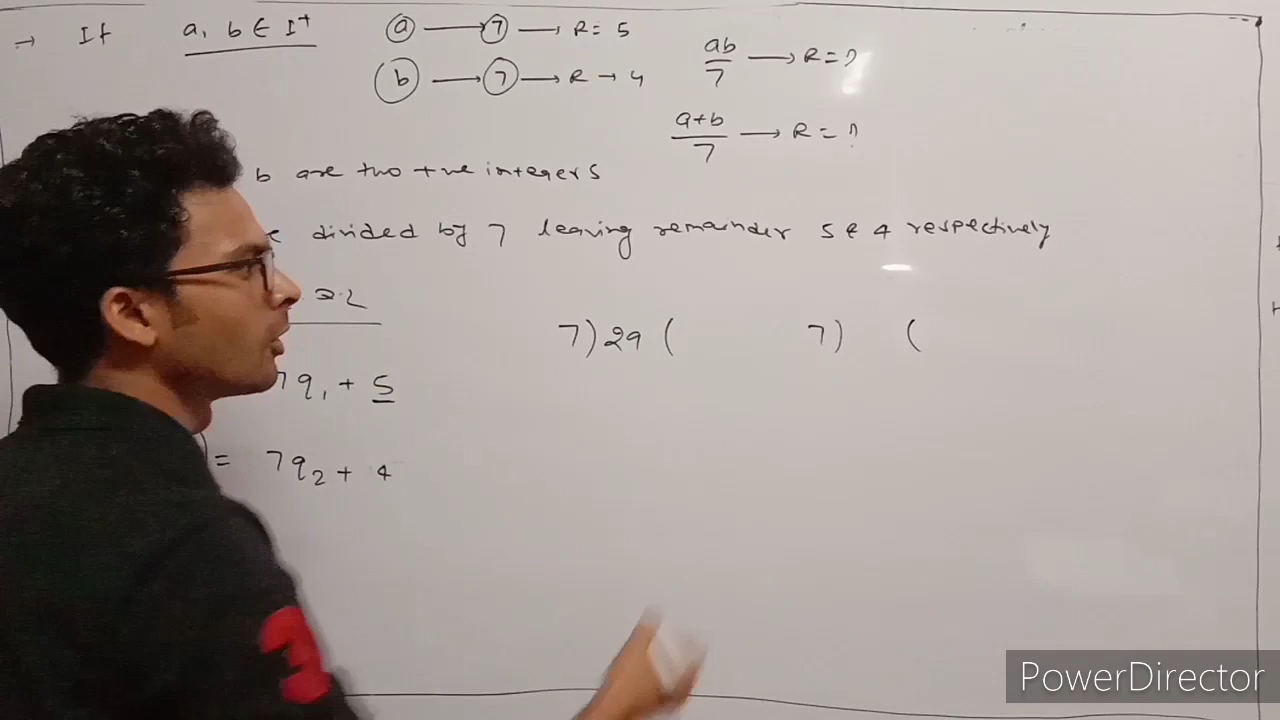 → If a, b ∈ I⁺ a ⟶ 7 ⟶ R = 5
b ⟶ 7 ⟶ R → 4
ab/7 ⟶ R = ?
a+b/7 ⟶ R = ?
b are two +ve integers
divided by 7 leaving remainder 5 & 4 respectively
7q₁ + 5
= 7q₂ + 4
7)29(
7) (
3
PowerDirector